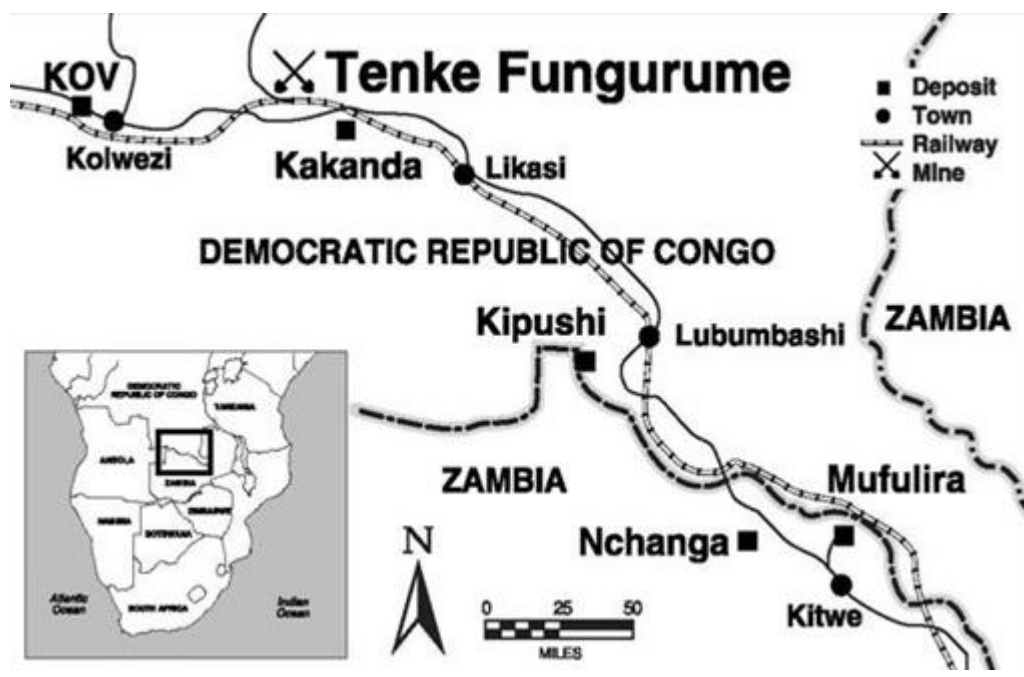 KOV
Tenke Fungurume
Deposit
Town
Railway
Mine
Kolwezi
Kakanda
Likasi
DEMOCRATIC REPUBLIC OF CONGO
Kipushi
Lubumbashi
ZAMBIA
ZAMBIA
Mufulira
Nchanga
Kitwe
N
0 25 50
MILES
DEMOCRATIC
REPUBLIC OF CONGO
TANZANIA
ANGOLA
ZAMBIA
ZIMBABWE
NAMIBIA
BOTSWANA
SOUTH AFRICA
Atlantic
Ocean
Indian
Ocean